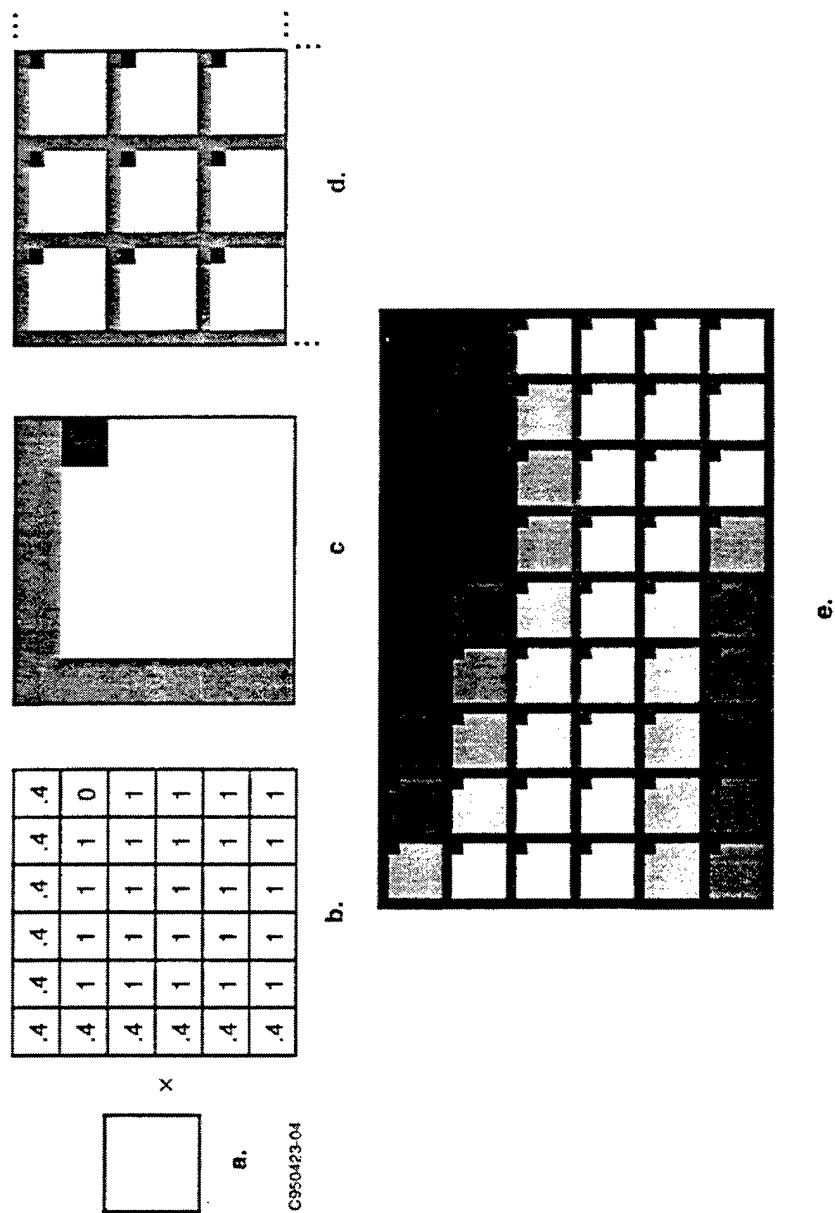 .4 .4 .4 .4 .4 .4
.4 1 1 1 1 0
.4 1 1 1 1 1
× .4 1 1 1 1 1
.4 1 1 1 1 1
.4 1 1 1 1 1
a.
b.
c
d.
C950423-04
e.